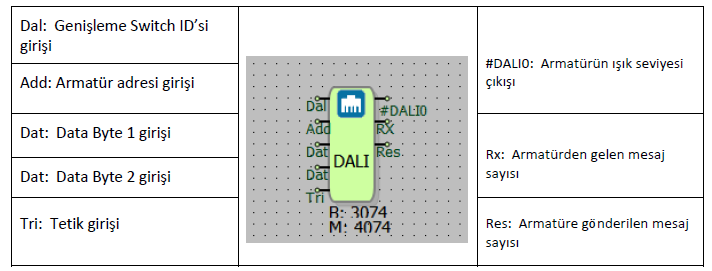 Dal: Genişleme Switch ID'si
girişi
Add: Armatür adresi girişi
Dat: Data Byte 1 girişi
Dat: Data Byte 2 girişi
Tri: Tetik girişi
Dal
Add
Dat
Dat
Tri
DALI
#DALI0
RX
Res
B: 3074
M: 4074
#DALI0: Armatürün ışık seviyesi
çıkışı
Rx: Armatürden gelen mesaj
sayısı
Res: Armatüre gönderilen mesaj
sayısı